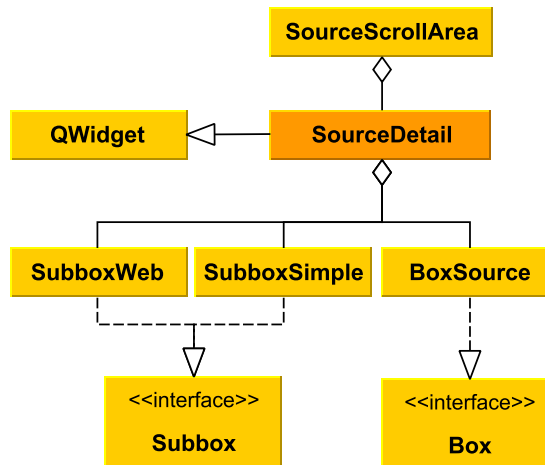 SourceScrollArea
QWidget
SourceDetail
SubboxWeb
SubboxSimple
BoxSource
<<interface>>
Subbox
<<interface>>
Box